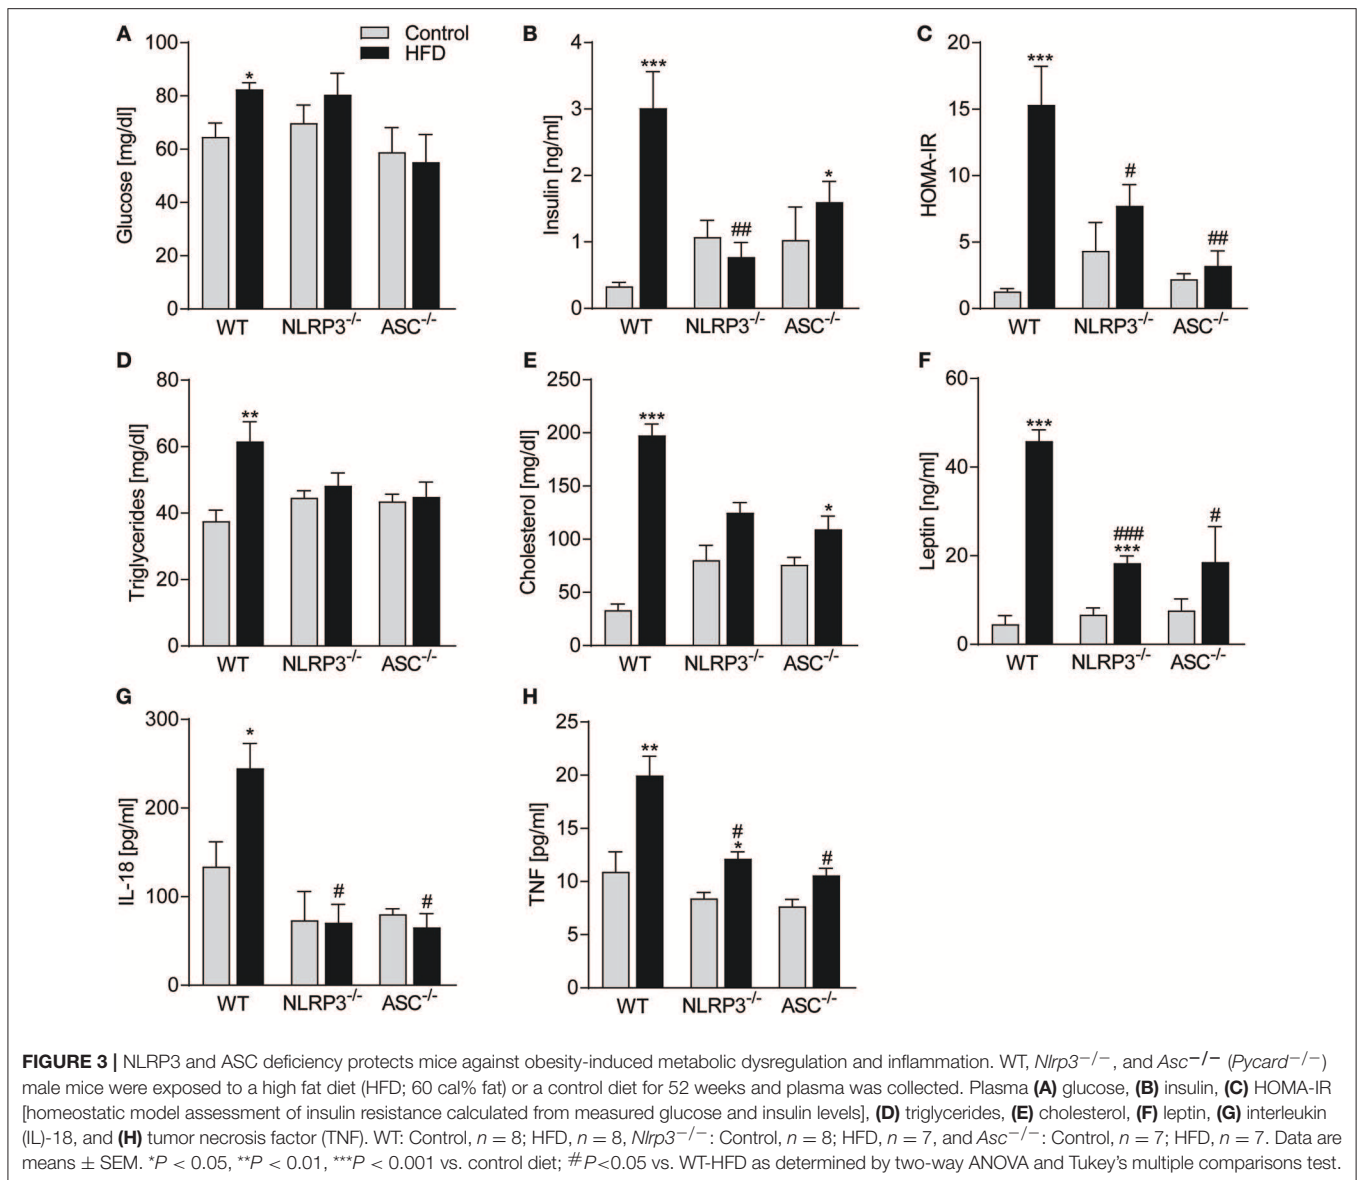 A
Control
HFD
Glucose [mg/dl]
100
80
60
40
20
0
*
WT
NLRP3-/-
ASC-/-
B
Insulin [ng/ml]
4
3
2
1
0
***
##
*
WT
NLRP3-/-
ASC-/-
C
HOMA-IR
20
15
10
5
0
***
#
##
WT
NLRP3-/-
ASC-/-
D
Triglycerides [mg/dl]
80
60
40
20
0
**
WT
NLRP3-/-
ASC-/-
E
Cholesterol [mg/dl]
250
200
150
100
50
0
***
*
WT
NLRP3-/-
ASC-/-
F
Leptin [ng/ml]
60
40
20
0
***
###
***
#
WT
NLRP3-/-
ASC-/-
G
IL-18 [pg/ml]
300
200
100
0
*
#
#
WT
NLRP3-/-
ASC-/-
H
TNF [pg/ml]
25
20
15
10
5
0
**
#
*
#
WT
NLRP3-/-
ASC-/-
FIGURE 3 | NLRP3 and ASC deficiency protects mice against obesity-induced metabolic dysregulation and inflammation. WT, Nlrp3−/−, and Asc−/− (Pycard−/−)
male mice were exposed to a high fat diet (HFD; 60 cal% fat) or a control diet for 52 weeks and plasma was collected. Plasma (A) glucose, (B) insulin, (C) HOMA-IR
[homeostatic model assessment of insulin resistance calculated from measured glucose and insulin levels], (D) triglycerides, (E) cholesterol, (F) leptin, (G) interleukin
(IL)-18, and (H) tumor necrosis factor (TNF). WT: Control, n = 8; HFD, n = 8, Nlrp3−/−: Control, n = 8; HFD, n = 7, and Asc−/−: Control, n = 7; HFD, n = 7. Data are
means ± SEM. *P < 0.05, **P < 0.01, ***P < 0.001 vs. control diet; #P<0.05 vs. WT-HFD as determined by two-way ANOVA and Tukey's multiple comparisons test.